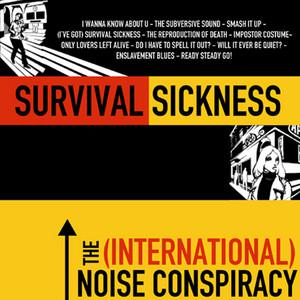 I WANNA KNOW ABOUT U - THE SUBVERSIVE SOUND - SMASH IT UP -
(I'VE GOT) SURVIVAL SICKNESS - THE REPRODUCTION OF DEATH - IMPOSTOR COSTUME-
ONLY LOVERS LEFT ALIVE - DO I HAVE TO SPELL IT OUT? - WILL IT EVER BE QUIET? -
ENSLAVEMENT BLUES - READY STEADY GO!
SURVIVAL SICKNESS
THE (INTERNATIONAL)
NOISE CONSPIRACY